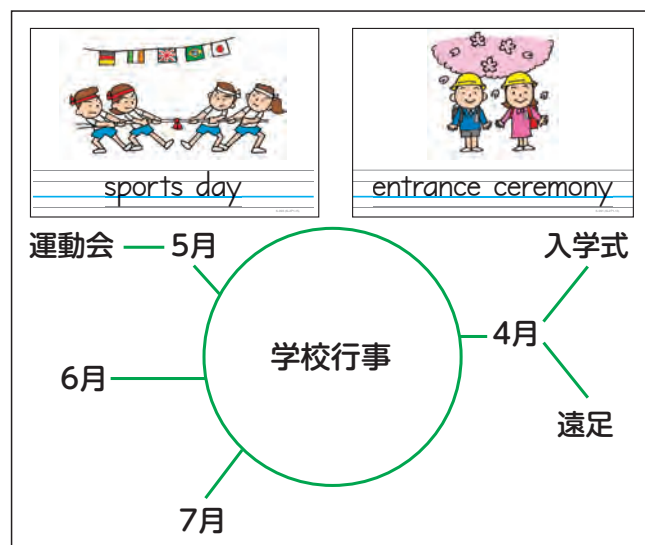 sports day
entrance ceremony
運動会
5月
入学式
学校行事
4月
6月
遠足
7月